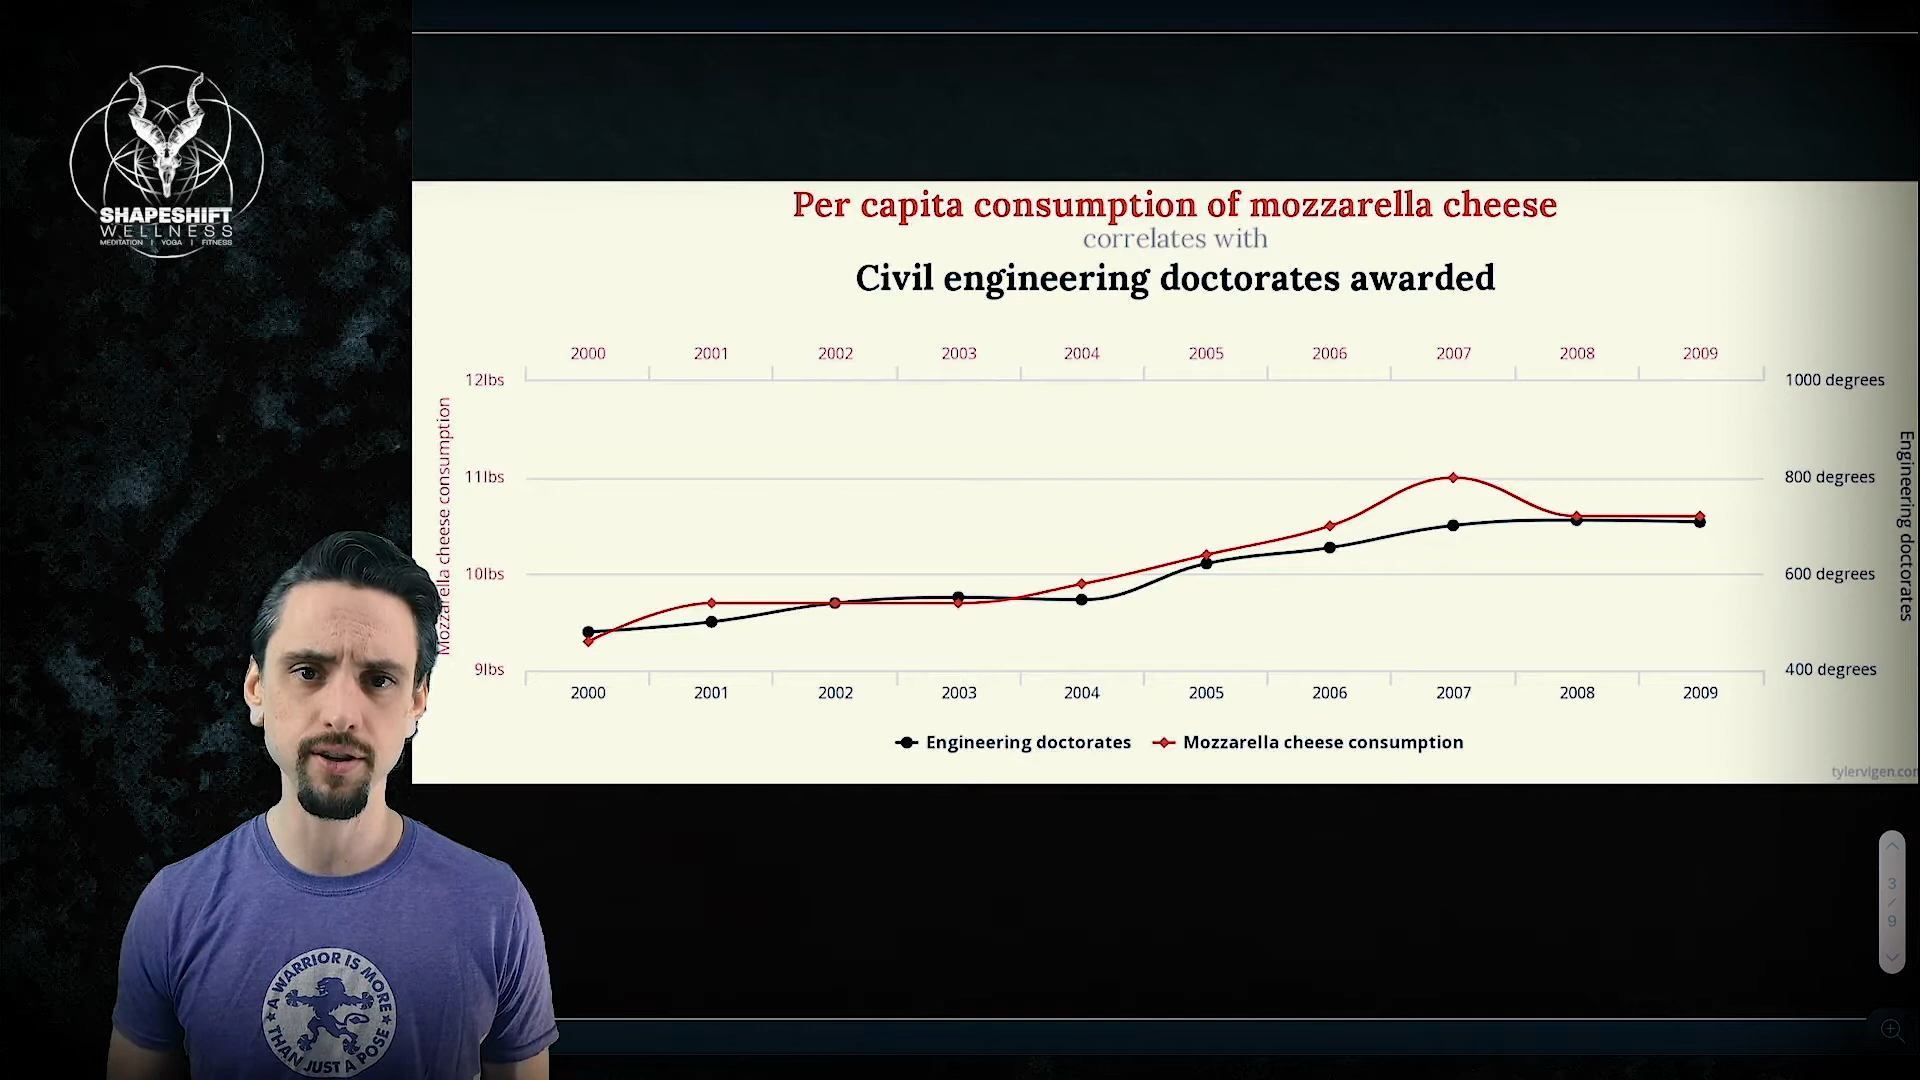 SHAPESHIFT
WELLNESS
MEDITATION | YOGA | FITNESS
Per capita consumption of mozzarella cheese
correlates with
Civil engineering doctorates awarded
2000 2001 2002 2003 2004 2005 2006 2007 2008 2009
12lbs
11lbs
10lbs
9lbs
Mozzarella cheese consumption
1000 degrees
800 degrees
600 degrees
400 degrees
Engineering doctorates
2000 2001 2002 2003 2004 2005 2006 2007 2008 2009
Engineering doctorates Mozzarella cheese consumption
tylervigen.com
3
/
9
A WARRIOR IS MORE
THAN JUST A POSE